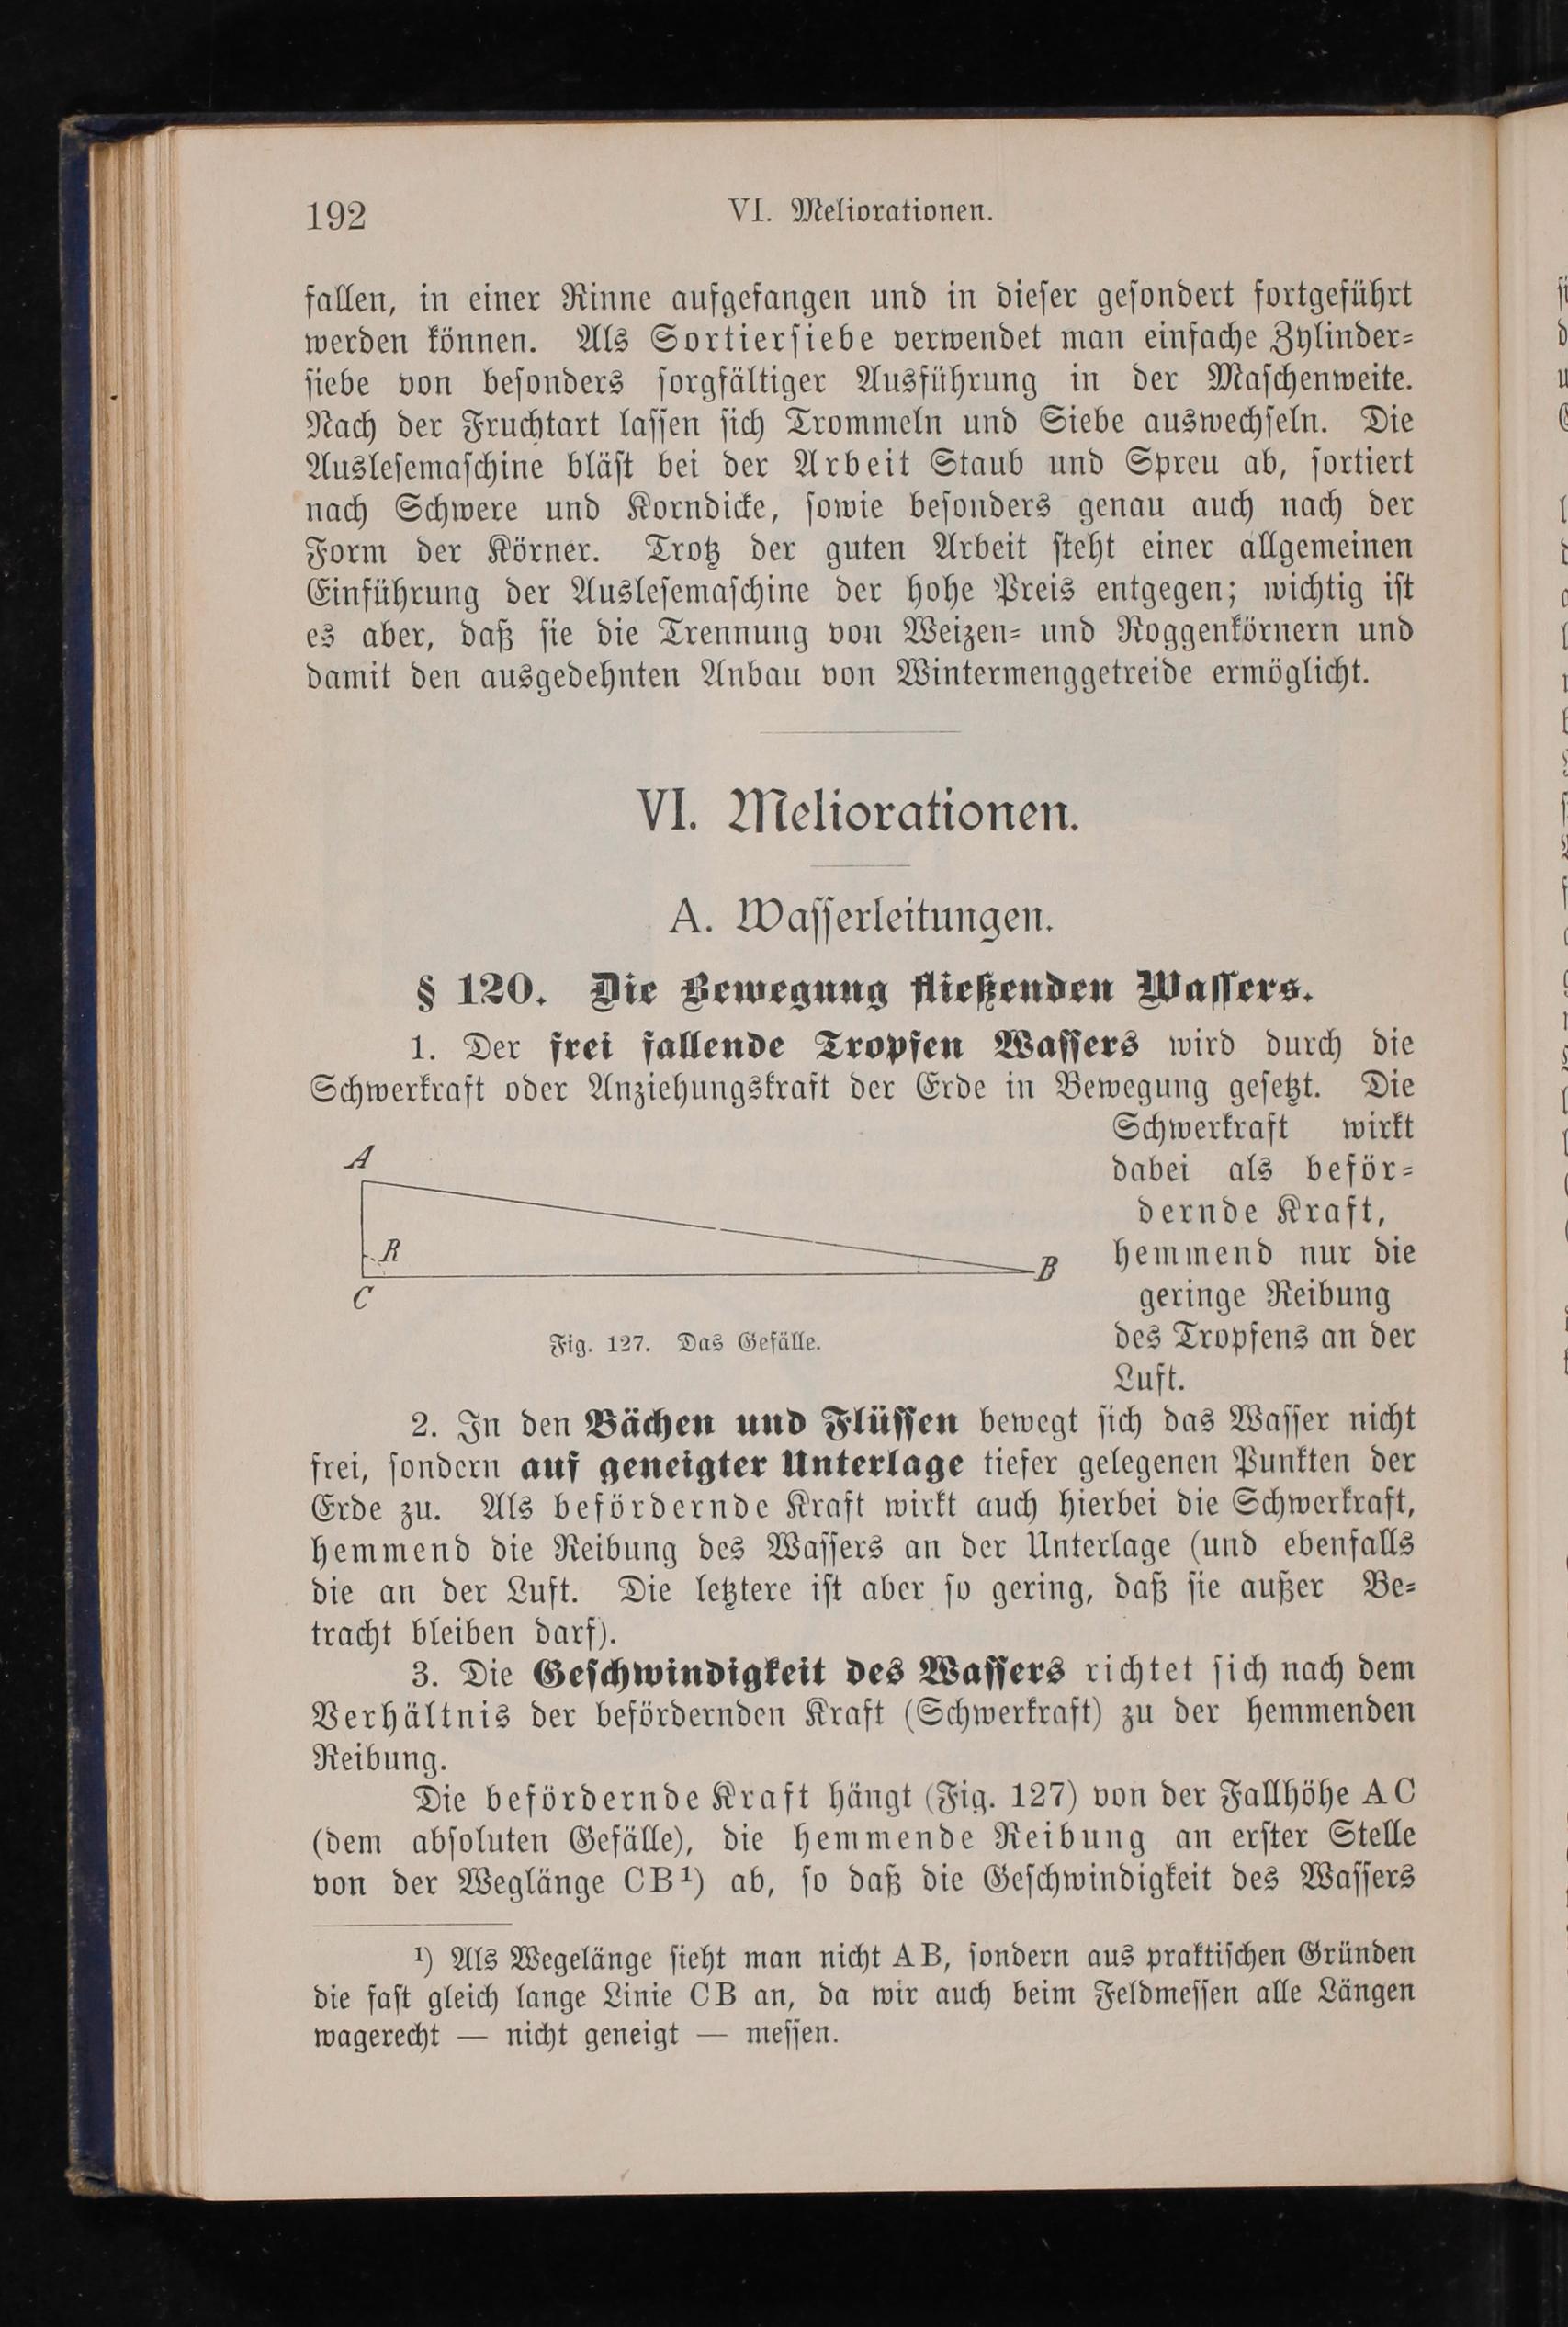 192
VI. Meliorationen.
fallen, in einer Rinne aufgefangen und in dieser gesondert fortgeführt
werden können. Als Sortiersiebe verwendet man einfache Zylinder-
siebe von besonders sorgfältiger Ausführung in der Maschenweite.
Nach der Fruchtart lassen sich Trommeln und Siebe auswechseln. Die
Auslesemaschine bläst bei der Arbeit Staub und Spreu ab, sortiert
nach Schwere und Korndicke, sowie besonders genau auch nach der
Form der Körner. Trotz der guten Arbeit steht einer allgemeinen
Einführung der Auslesemaschine der hohe Preis entgegen; wichtig ist
es aber, daß sie die Trennung von Weizen- und Roggenkörnern und
damit den ausgedehnten Anbau von Wintermenggetreide ermöglicht.
VI. Meliorationen.
A. Wasserleitungen.
§ 120. Die Bewegung fließenden Wassers.
1. Der frei fallende Tropfen Wassers wird durch die
Schwerkraft oder Anziehungskraft der Erde in Bewegung gesetzt. Die
Schwerkraft wirkt
dabei als beför-
dernde Kraft,
hemmend nur die
geringe Reibung
des Tropfens an der
Luft.
A
R
B
C
Fig. 127. Das Gefälle.
2. In den Bächen und Flüssen bewegt sich das Wasser nicht
frei, sondern auf geneigter Unterlage tiefer gelegenen Punkten der
Erde zu. Als befördernde Kraft wirkt auch hierbei die Schwerkraft,
hemmend die Reibung des Wassers an der Unterlage (und ebenfalls
die an der Luft. Die letztere ist aber so gering, daß sie außer Be-
tracht bleiben darf).
3. Die Geschwindigkeit des Wassers richtet sich nach dem
Verhältnis der befördernden Kraft (Schwerkraft) zu der hemmenden
Reibung.
Die befördernde Kraft hängt (Fig. 127) von der Fallhöhe A C
(dem absoluten Gefälle), die hemmende Reibung an erster Stelle
von der Weglänge CB¹) ab, so daß die Geschwindigkeit des Wassers
¹) Als Wegelänge sieht man nicht A B, sondern aus praktischen Gründen
die fast gleich lange Linie C B an, da wir auch beim Feldmessen alle Längen
wagerecht — nicht geneigt — messen.